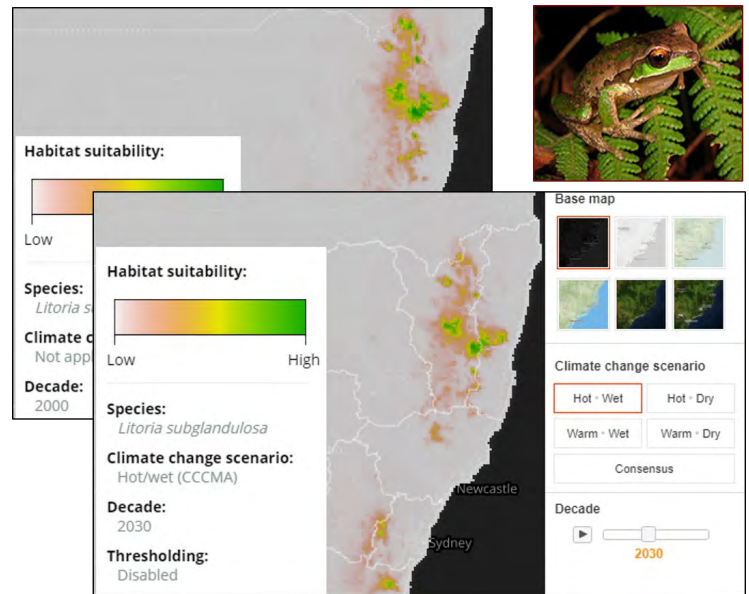 Habitat suitability:
Low
Species:
Litoria s
Climate c
Not appl
Decade:
2000
Habitat suitability:
Low High
Species:
Litoria subglandulosa
Climate change scenario:
Hot/wet (CCCMA)
Decade:
2030
Thresholding:
Disabled
Newcastle
Sydney
Base map
Climate change scenario
Hot • Wet Hot • Dry
Warm • Wet Warm • Dry
Consensus
Decade
2030